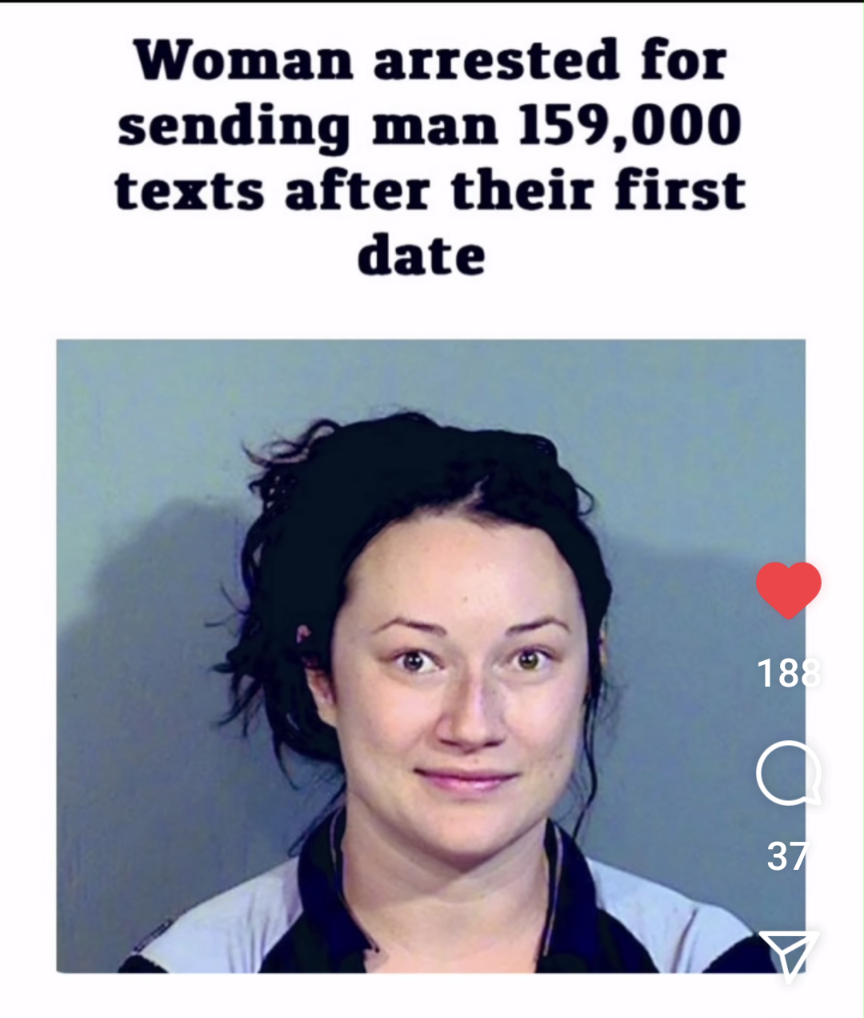 Woman arrested for
sending man 159,000
texts after their first
date
188
37